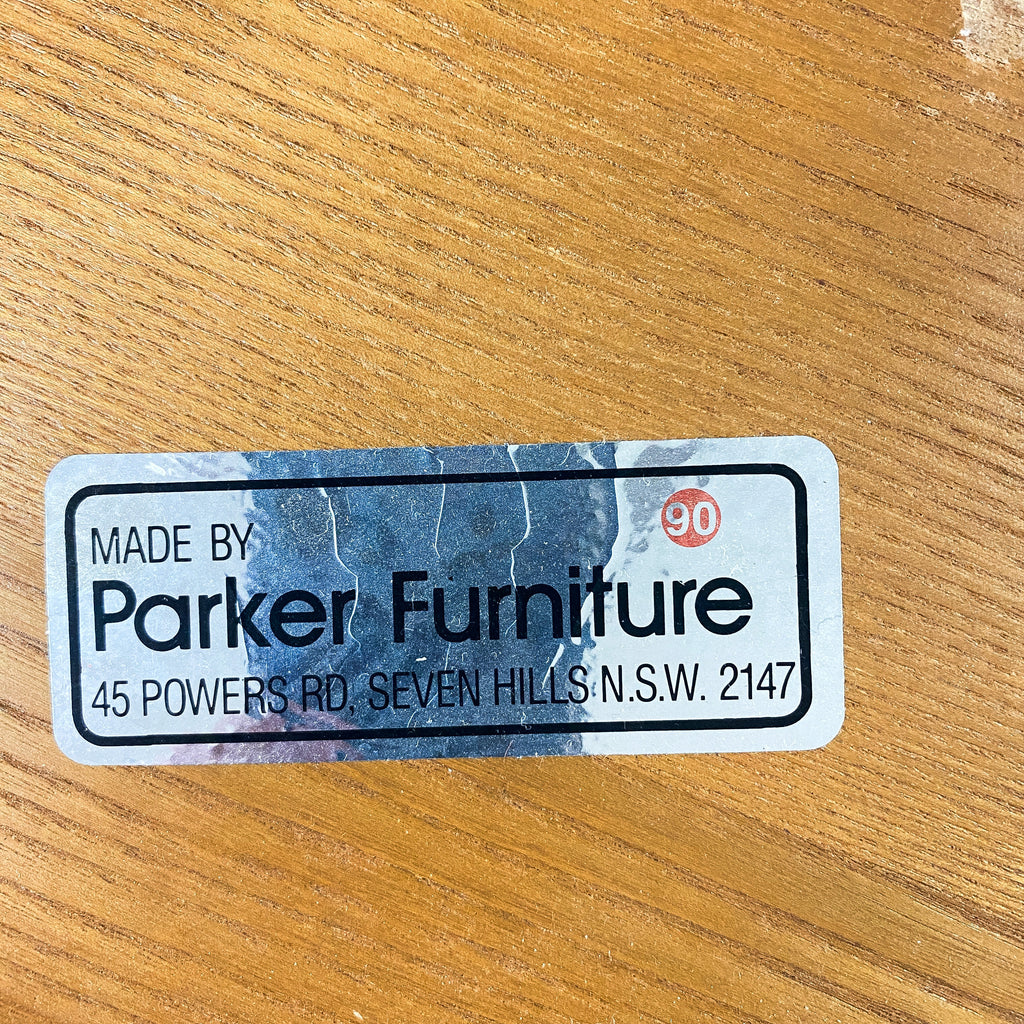 90
MADE BY
Parker Furniture
45 POWERS RD, SEVEN HILLS N.S.W. 2147